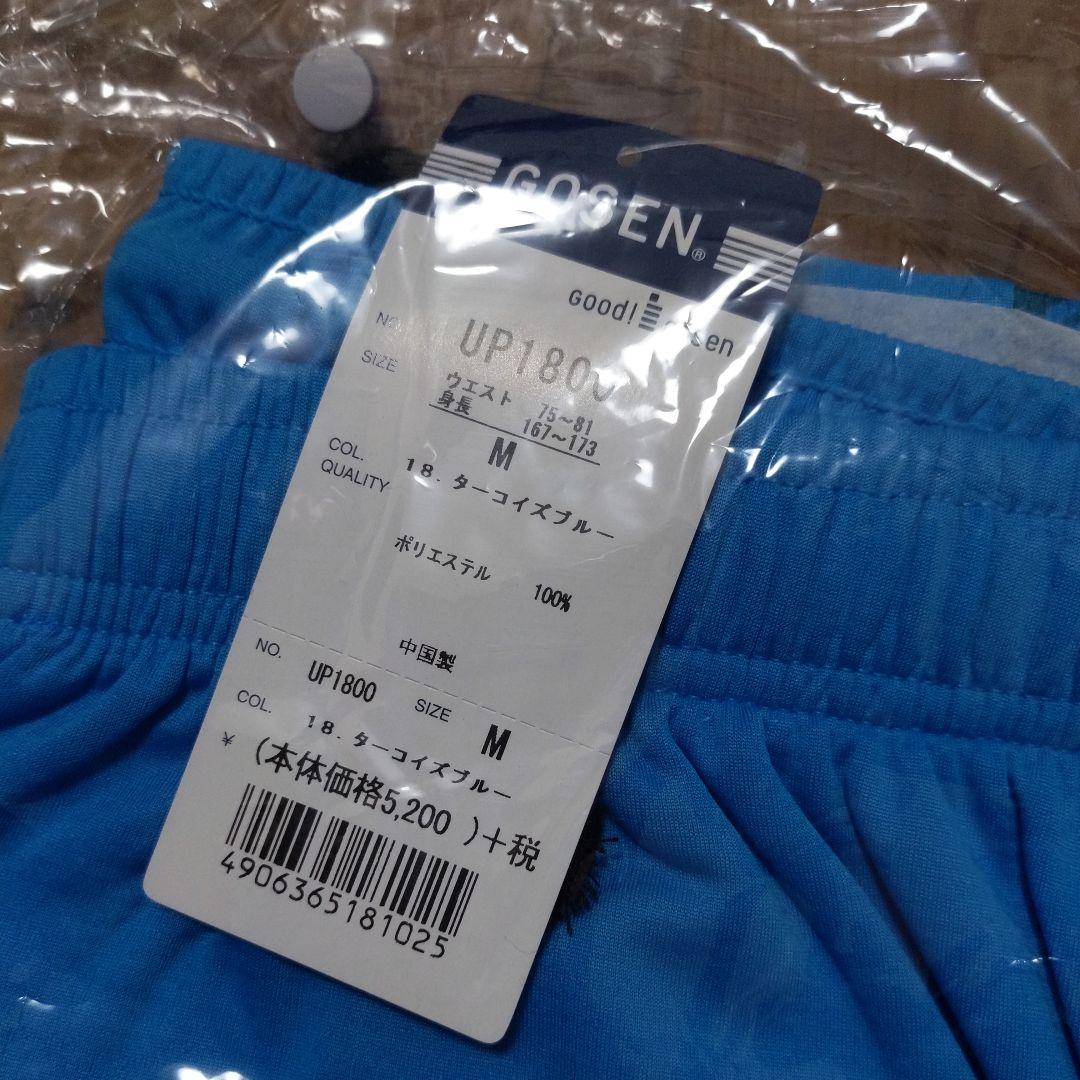 GOSEN®
Good!
sen
NO. UP1800
SIZE
ウエスト 75~81
身長 167~173
M
COL. 18.ターコイズブルー
QUALITY
ポリエステル 100%
中国製
NO. UP1800 SIZE M
COL. 18.ターコイズブルー
¥ (本体価格5,200 )+税
4906365181025